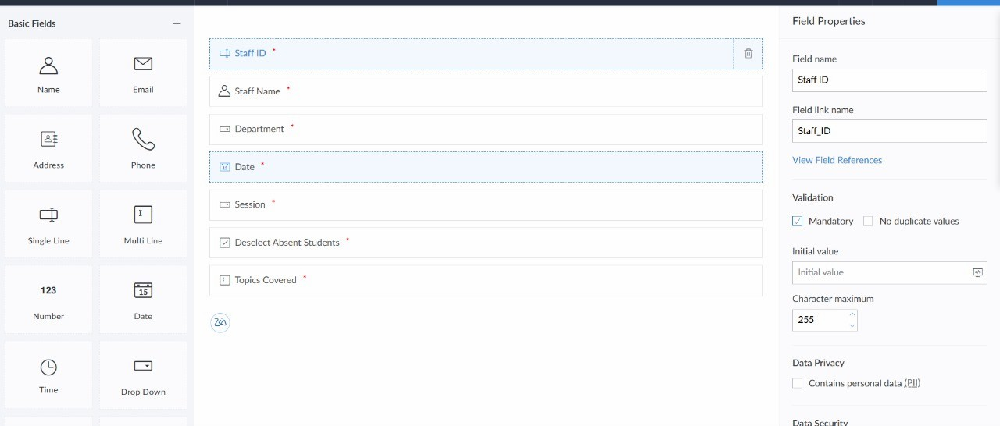 Basic Fields
Name
Email
Address
Phone
Single Line
Multi Line
123
Number
15
Date
Time
Drop Down
Staff ID *
Staff Name *
Department *
15 Date *
Session *
Deselect Absent Students *
Topics Covered *
Zia
Field Properties
Field name
Staff ID
Field link name
Staff_ID
View Field References
Validation
Mandatory
No duplicate values
Initial value
Initial value
Character maximum
255
Data Privacy
Contains personal data (PII)
Data Security